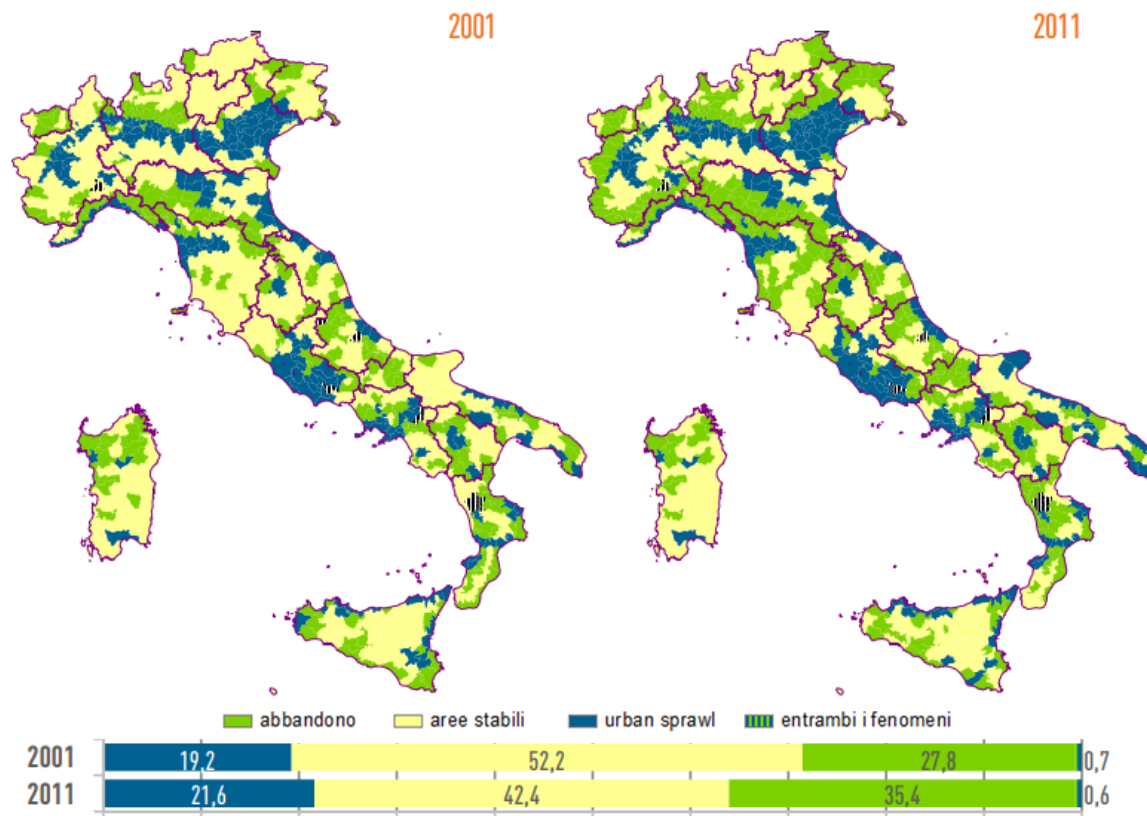 2001 2011
abbandono aree stabili urban sprawl entrambi i fenomeni
2001 19,2 52,2 27,8 0,7
2011 21,6 42,4 35,4 0,6